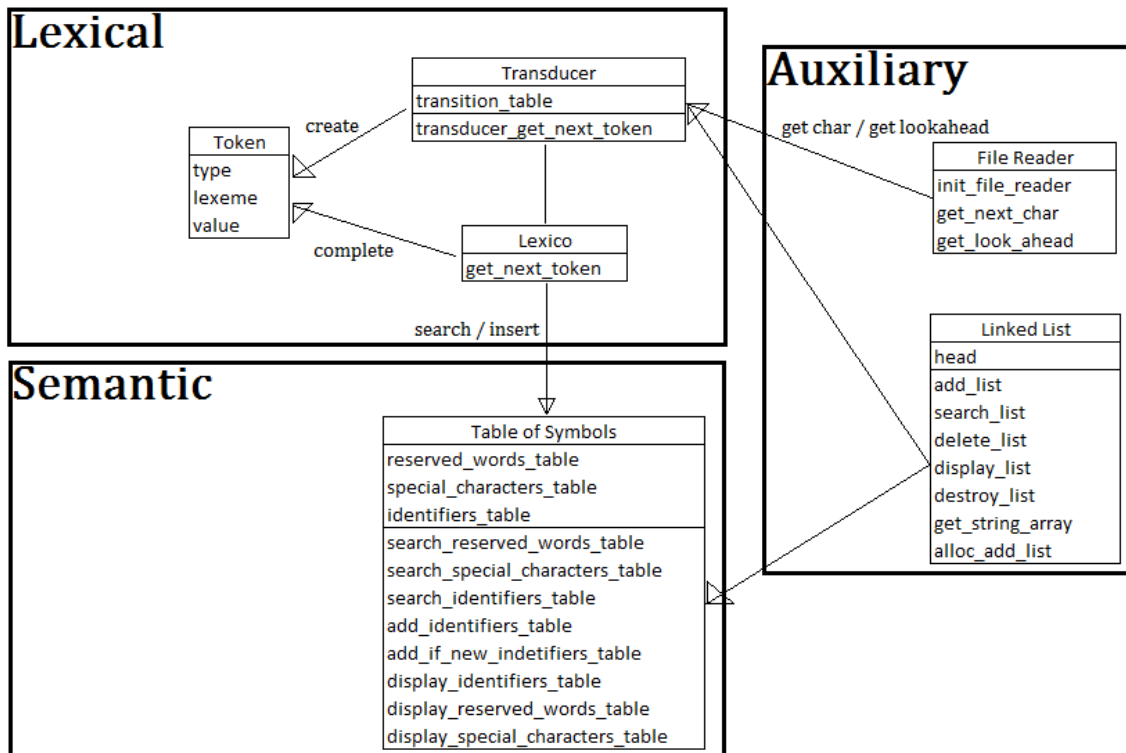 Lexical
Transducer
transition_table
transducer_get_next_token
create
Token
type
lexeme
value
complete
Lexico
get_next_token
search / insert
Auxiliary
get char / get lookahead
File Reader
init_file_reader
get_next_char
get_look_ahead
Linked List
head
add_list
search_list
delete_list
display_list
destroy_list
get_string_array
alloc_add_list
Semantic
Table of Symbols
reserved_words_table
special_characters_table
identifiers_table
search_reserved_words_table
search_special_characters_table
search_identifiers_table
add_identifiers_table
add_if_new_indetifiers_table
display_identifiers_table
display_reserved_words_table
display_special_characters_table